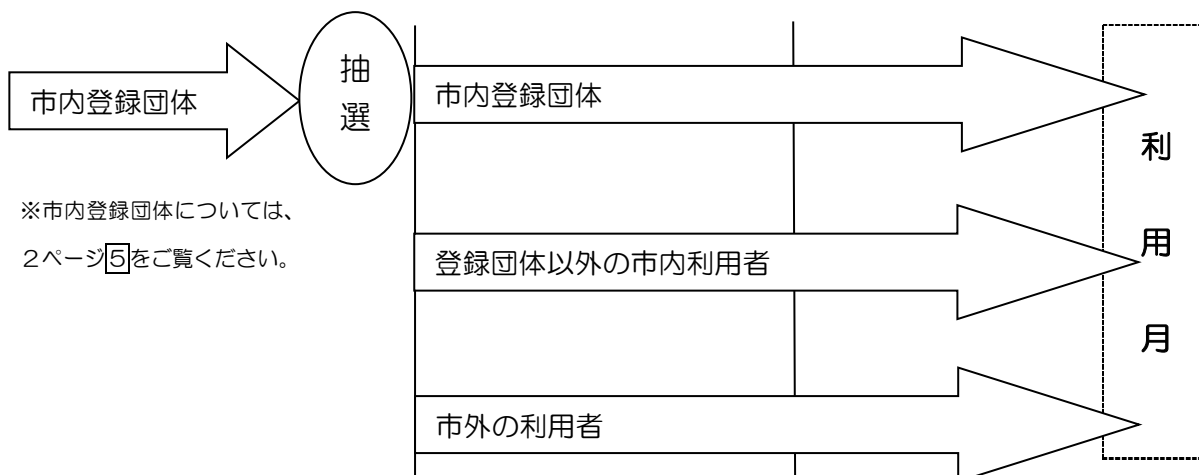 市内登録団体
抽
選
市内登録団体
※市内登録団体については、
2ページ5をご覧ください。
登録団体以外の市内利用者
市外の利用者
利
用
月